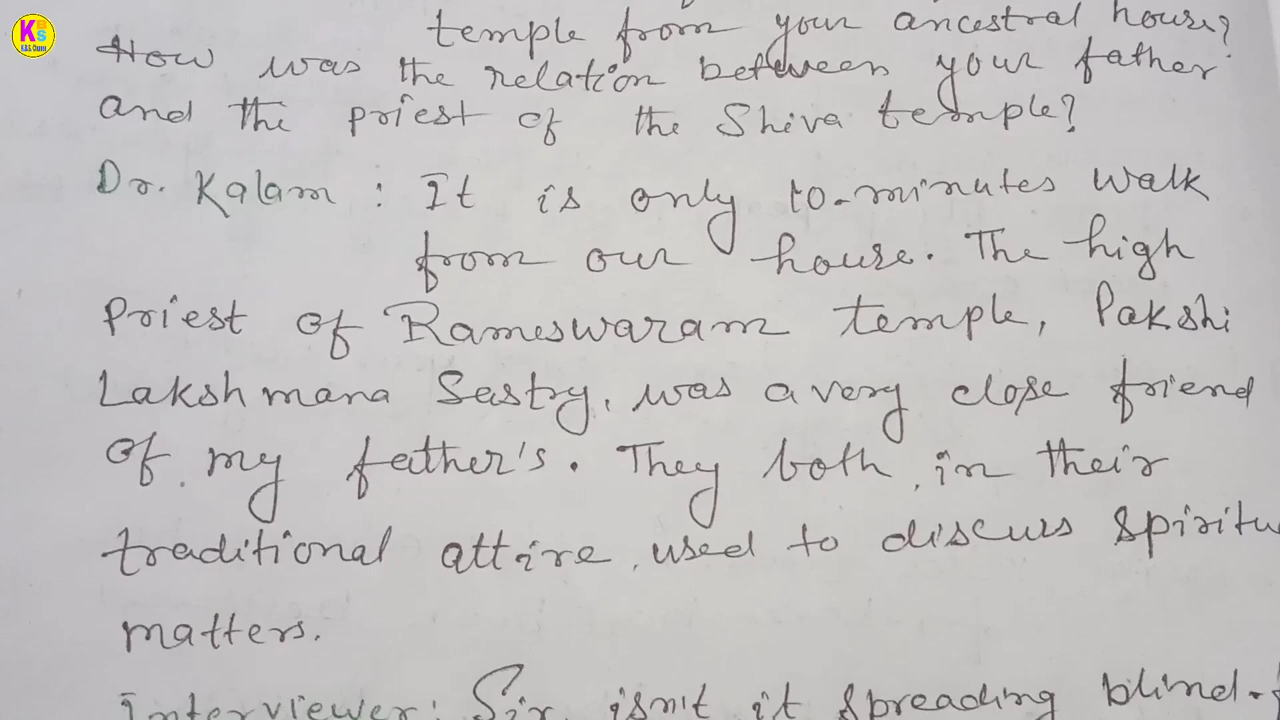 KBS
temple from your ancestral house?
How was the relation between your father
and the priest of the Shiva temple?
Dr. Kalam : It is only 10-minutes walk
from our house. The high
Priest of Rameswaram temple, Pakshi
Lakshmana Sastry, was a very close friend
of my father's. They both, in their
traditional attire, used to discuss spiritu
matters.
Interviewer: Sir, isn't it spreading blind-